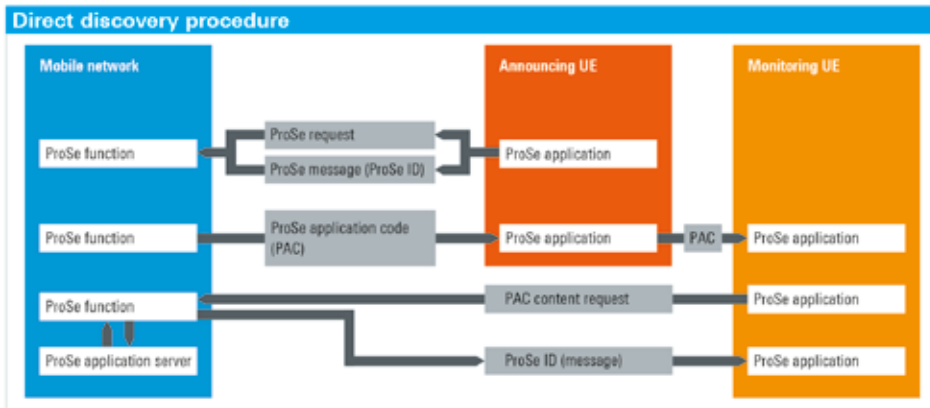 Direct discovery procedure
Mobile network
Announcing UE
Monitoring UE
ProSe request
ProSe function
ProSe message (ProSe ID)
ProSe application
ProSe function
ProSe application code
(PAC)
ProSe application
PAC
ProSe application
ProSe function
PAC content request
ProSe application
ProSe application server
ProSe ID (message)
ProSe application